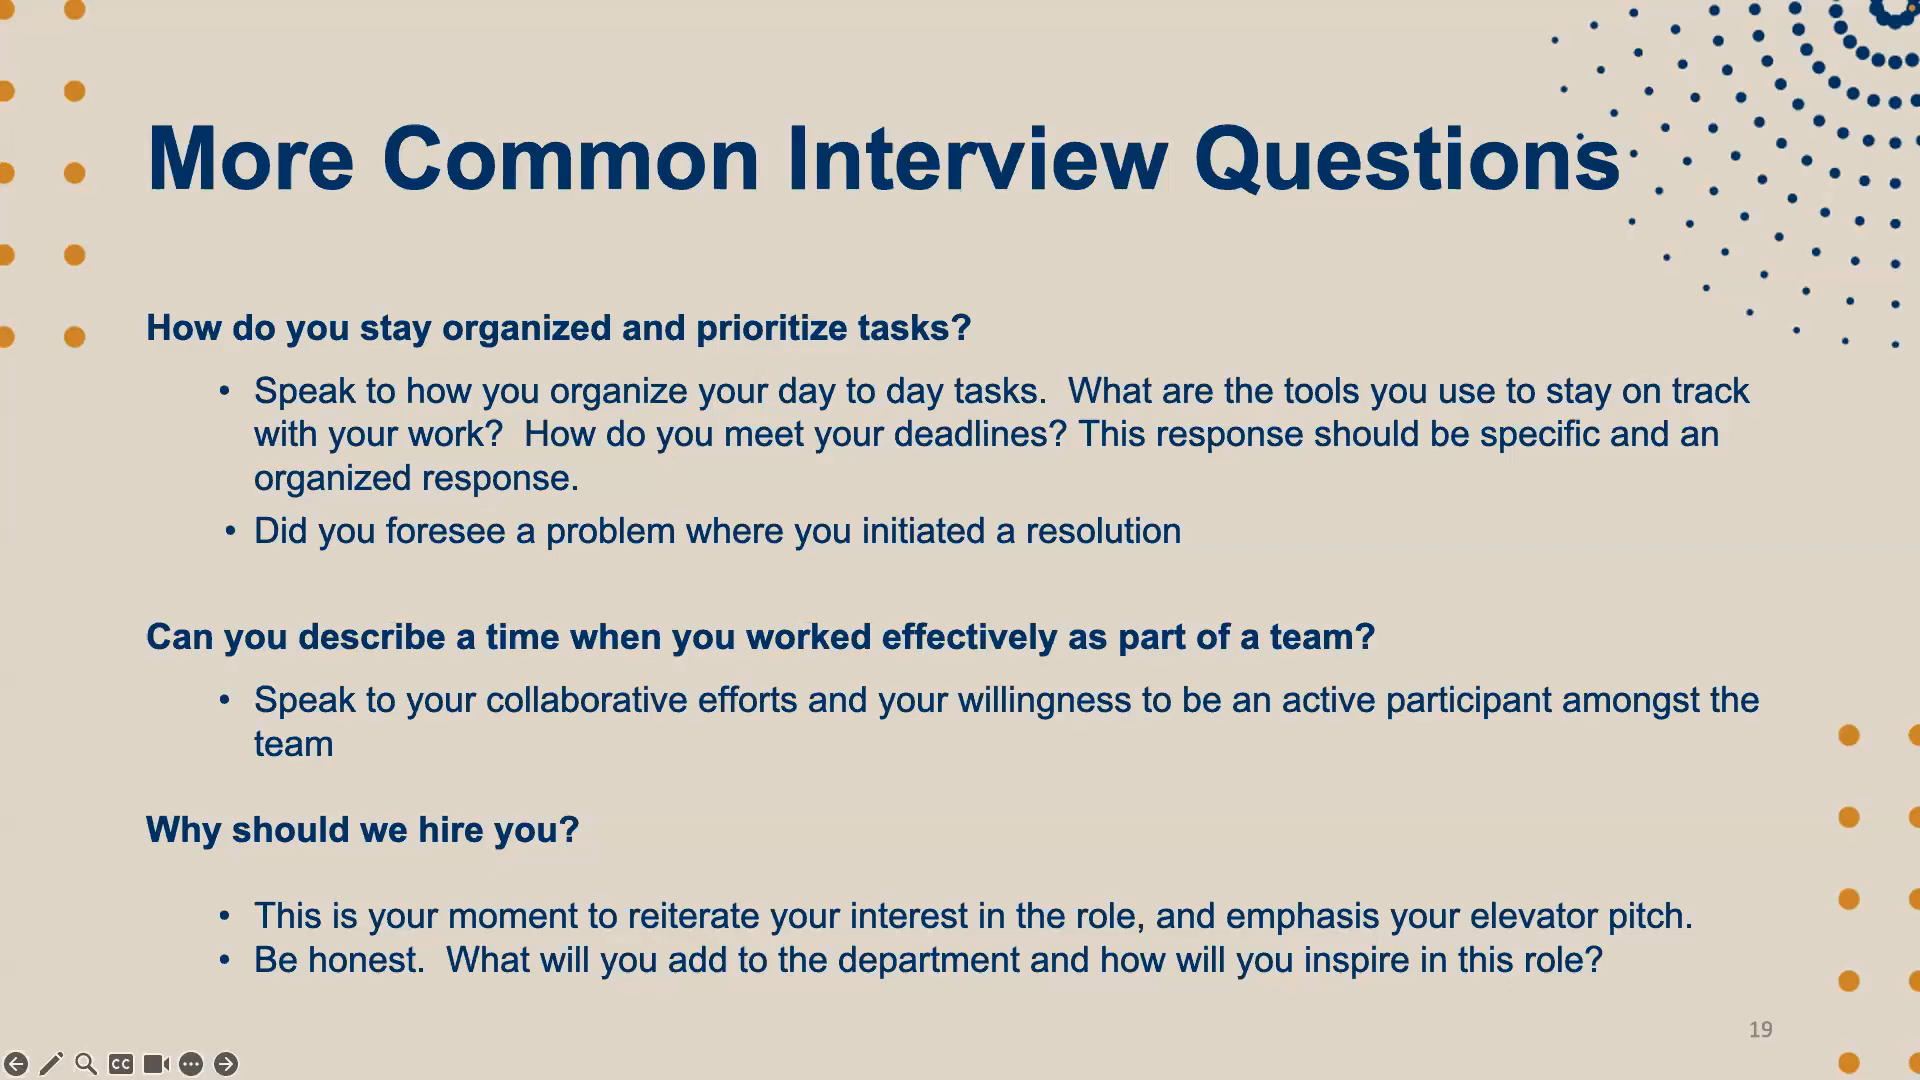 More Common Interview Questions
How do you stay organized and prioritize tasks?
• Speak to how you organize your day to day tasks.  What are the tools you use to stay on track
with your work?  How do you meet your deadlines? This response should be specific and an
organized response.
• Did you foresee a problem where you initiated a resolution
Can you describe a time when you worked effectively as part of a team?
• Speak to your collaborative efforts and your willingness to be an active participant amongst the
team
Why should we hire you?
• This is your moment to reiterate your interest in the role, and emphasis your elevator pitch.
• Be honest.  What will you add to the department and how will you inspire in this role?
19
CC